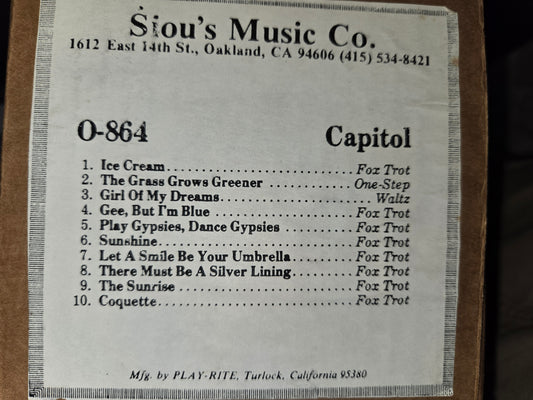 Siou's Music Co.
1612 East 14th St., Oakland, CA 94606 (415) 534-8421
O-864 Capitol
1. Ice Cream........................Fox Trot
2. The Grass Grows Greener ..........One-Step
3. Girl Of My Dreams....................Waltz
4. Gee, But I'm Blue ................Fox Trot
5. Play Gypsies, Dance Gypsies ......Fox Trot
6. Sunshine.........................Fox Trot
7. Let A Smile Be Your Umbrella.....Fox Trot
8. There Must Be A Silver Lining....Fox Trot
9. The Sunrise......................Fox Trot
10. Coquette.........................Fox Trot
Mfg. by PLAY-RITE, Turlock, California 95380